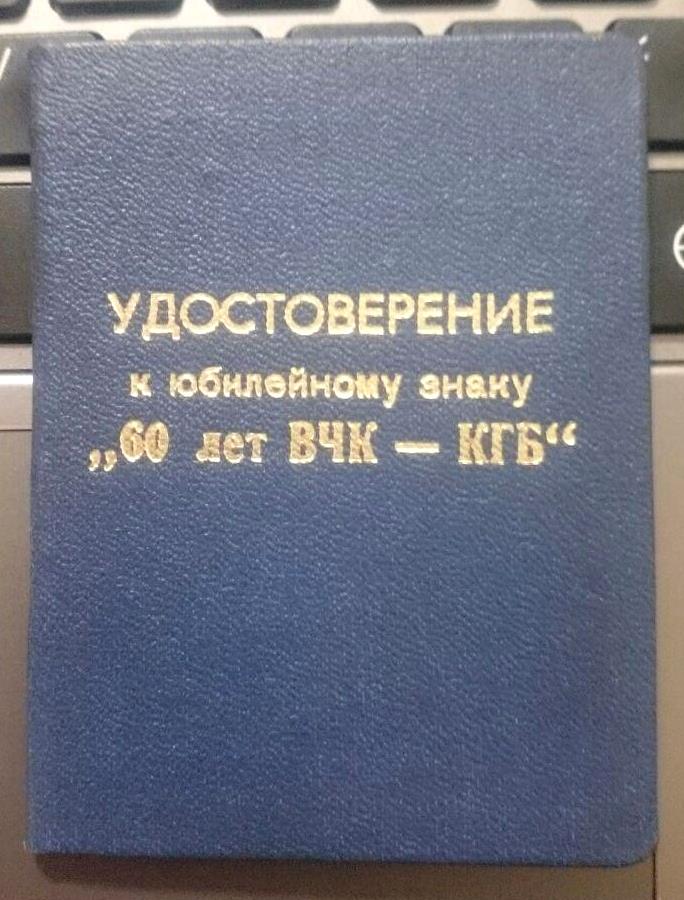 УДОСТОВЕРЕНИЕ
к юбилейному знаку
„60 лет ВЧК — КГБ“